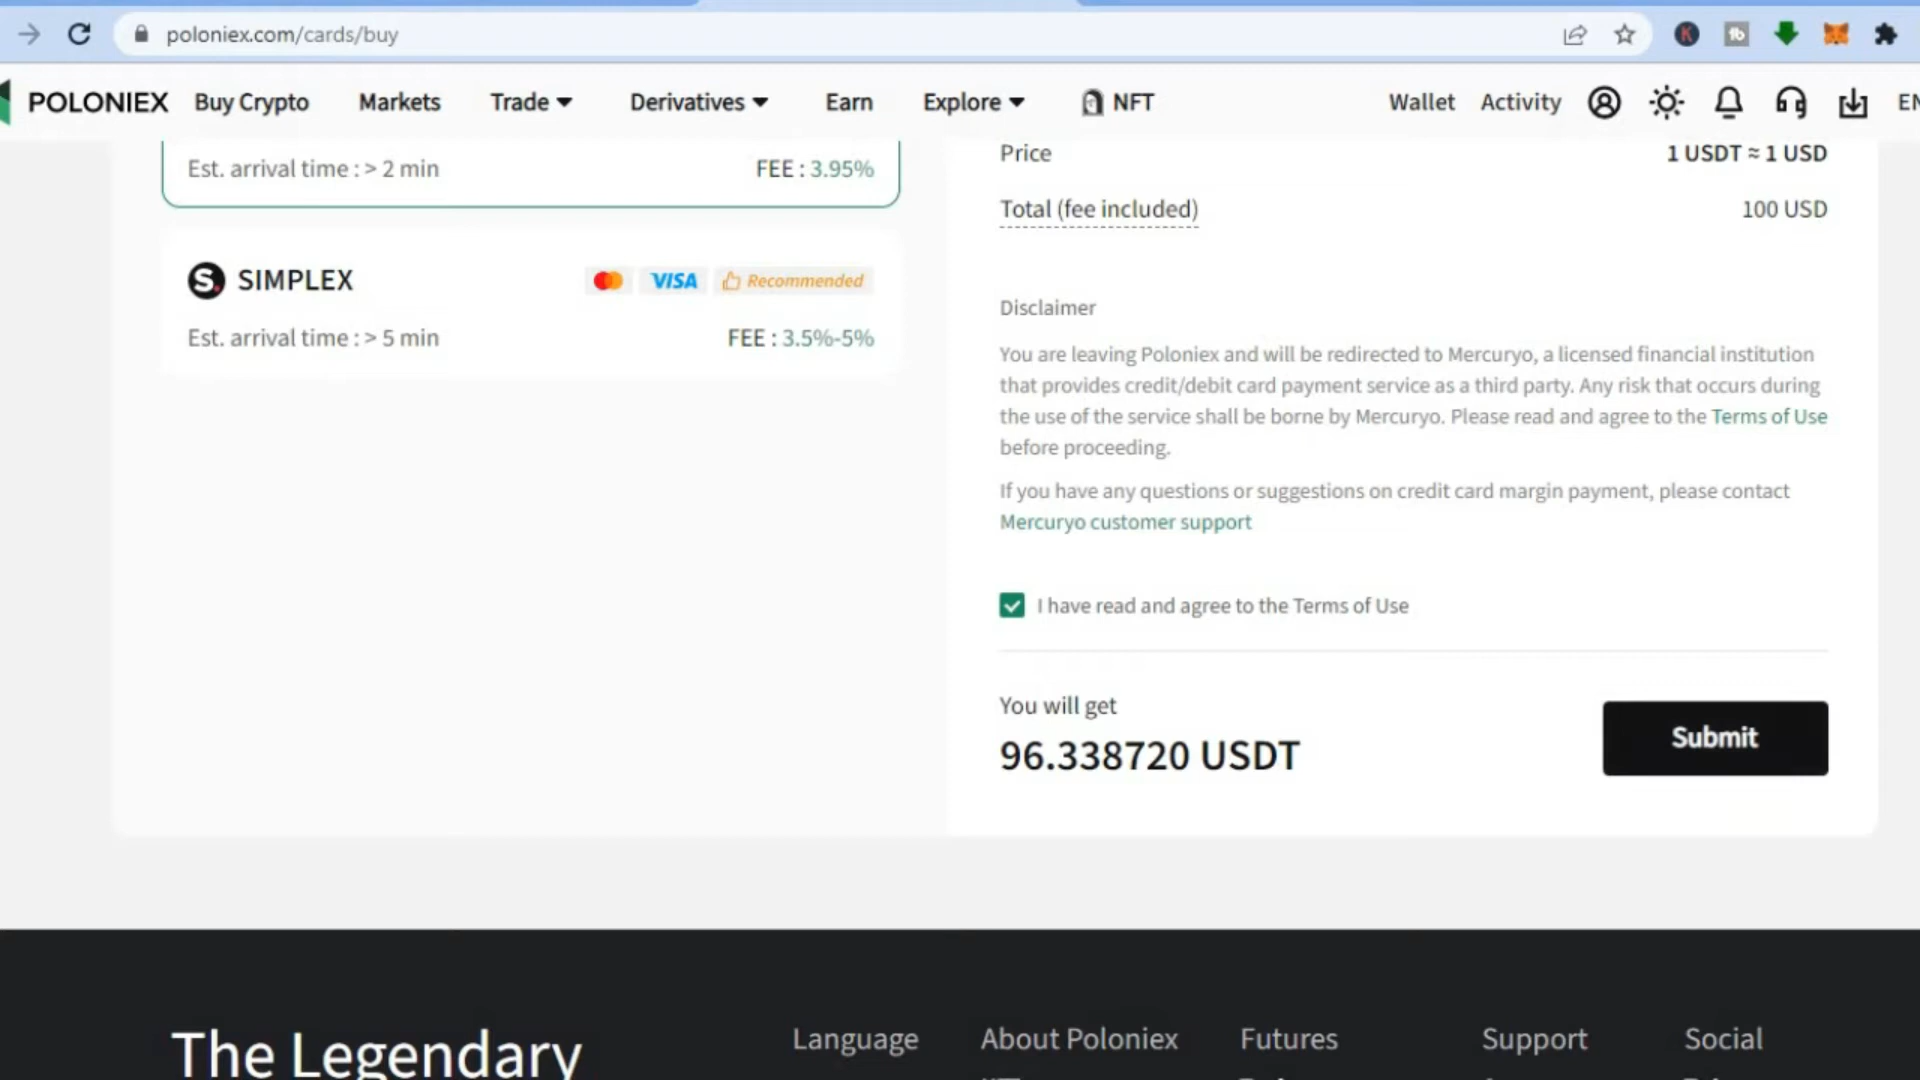 poloniex.com/cards/buy
POLONIEX Buy Crypto Markets Trade Derivatives Earn Explore NFT Wallet Activity EN
Est. arrival time : > 2 min FEE : 3.95%
SIMPLEX VISA Recommended
Est. arrival time : > 5 min FEE : 3.5%-5%
Price 1 USDT ≈ 1 USD
Total (fee included) 100 USD
Disclaimer
You are leaving Poloniex and will be redirected to Mercuryo, a licensed financial institution
that provides credit/debit card payment service as a third party. Any risk that occurs during
the use of the service shall be borne by Mercuryo. Please read and agree to the Terms of Use
before proceeding.
If you have any questions or suggestions on credit card margin payment, please contact
Mercuryo customer support
I have read and agree to the Terms of Use
You will get
96.338720 USDT
Submit
The Legendary
Language About Poloniex Futures Support Social